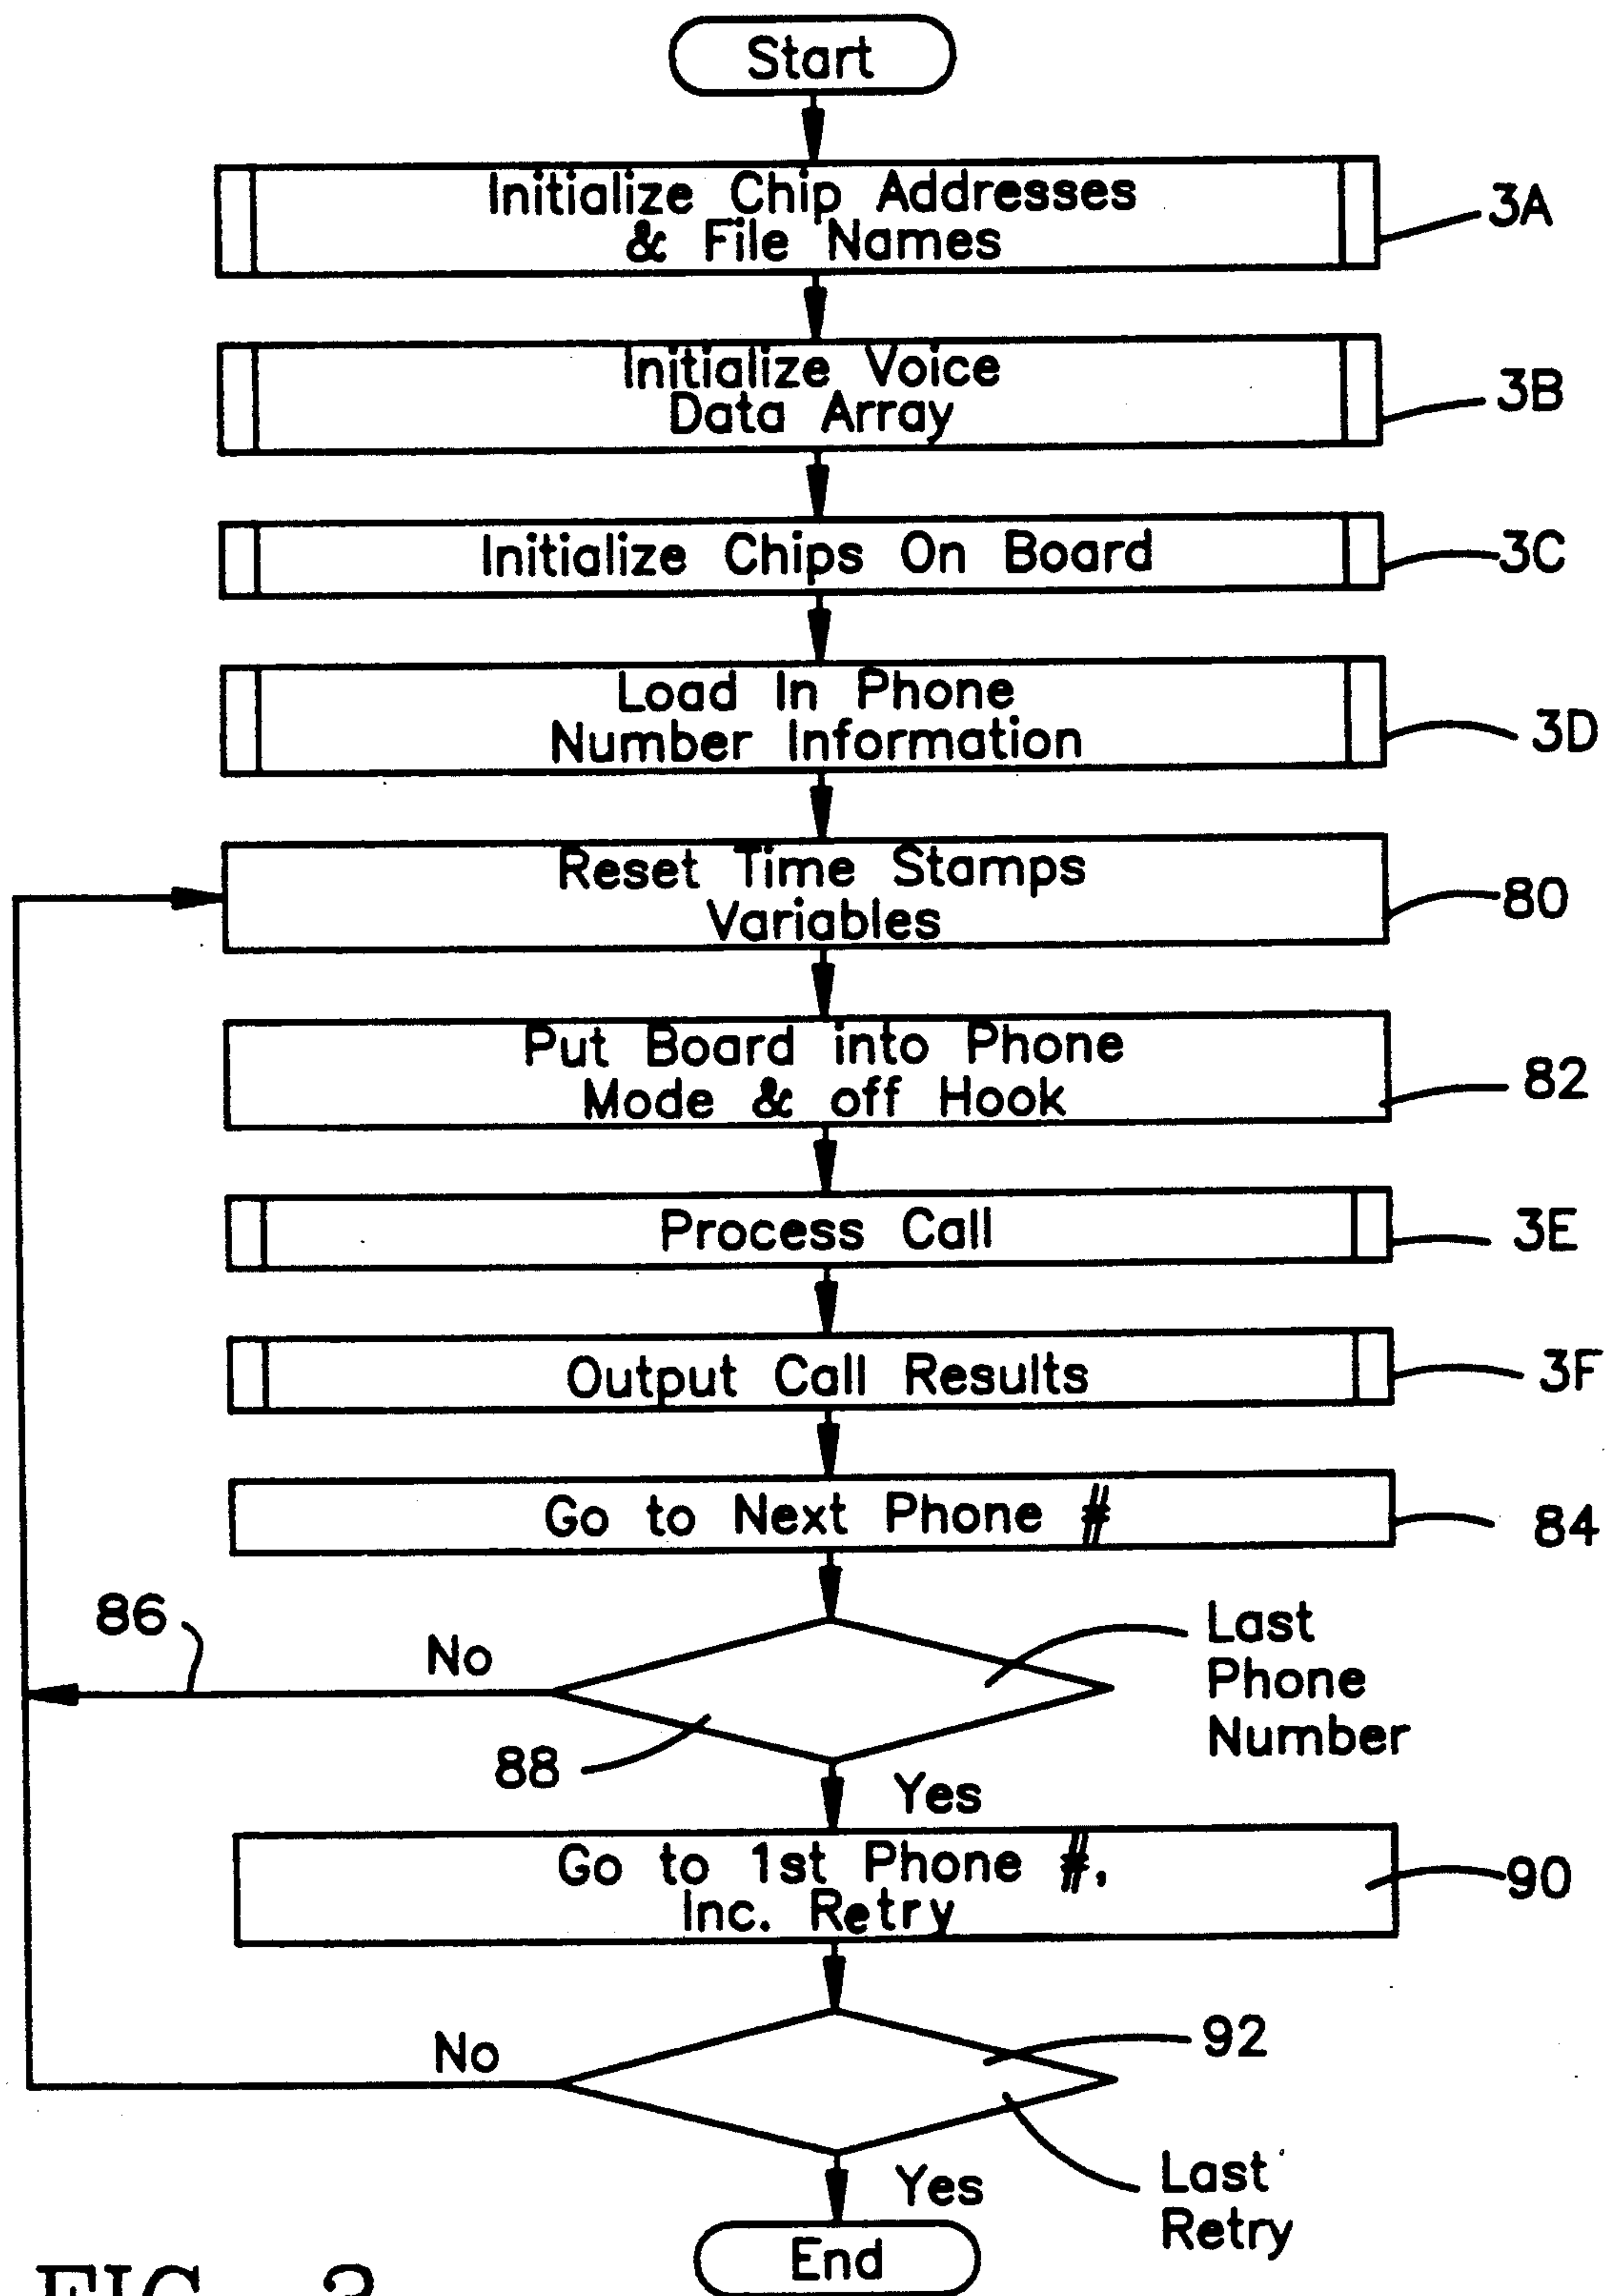 Start
Initialize Chip Addresses
& File Names
3A
Initialize Voice
Data Array
3B
Initialize Chips On Board
3C
Load In Phone
Number Information
3D
Reset Time Stamps
Variables
80
Put Board into Phone
Mode & off Hook
82
Process Call
3E
Output Call Results
3F
Go to Next Phone #
84
86
No
Last
Phone
Number
88
Yes
Go to 1st Phone #,
Inc. Retry
90
No
92
Yes
Last
Retry
End
FIG. 3